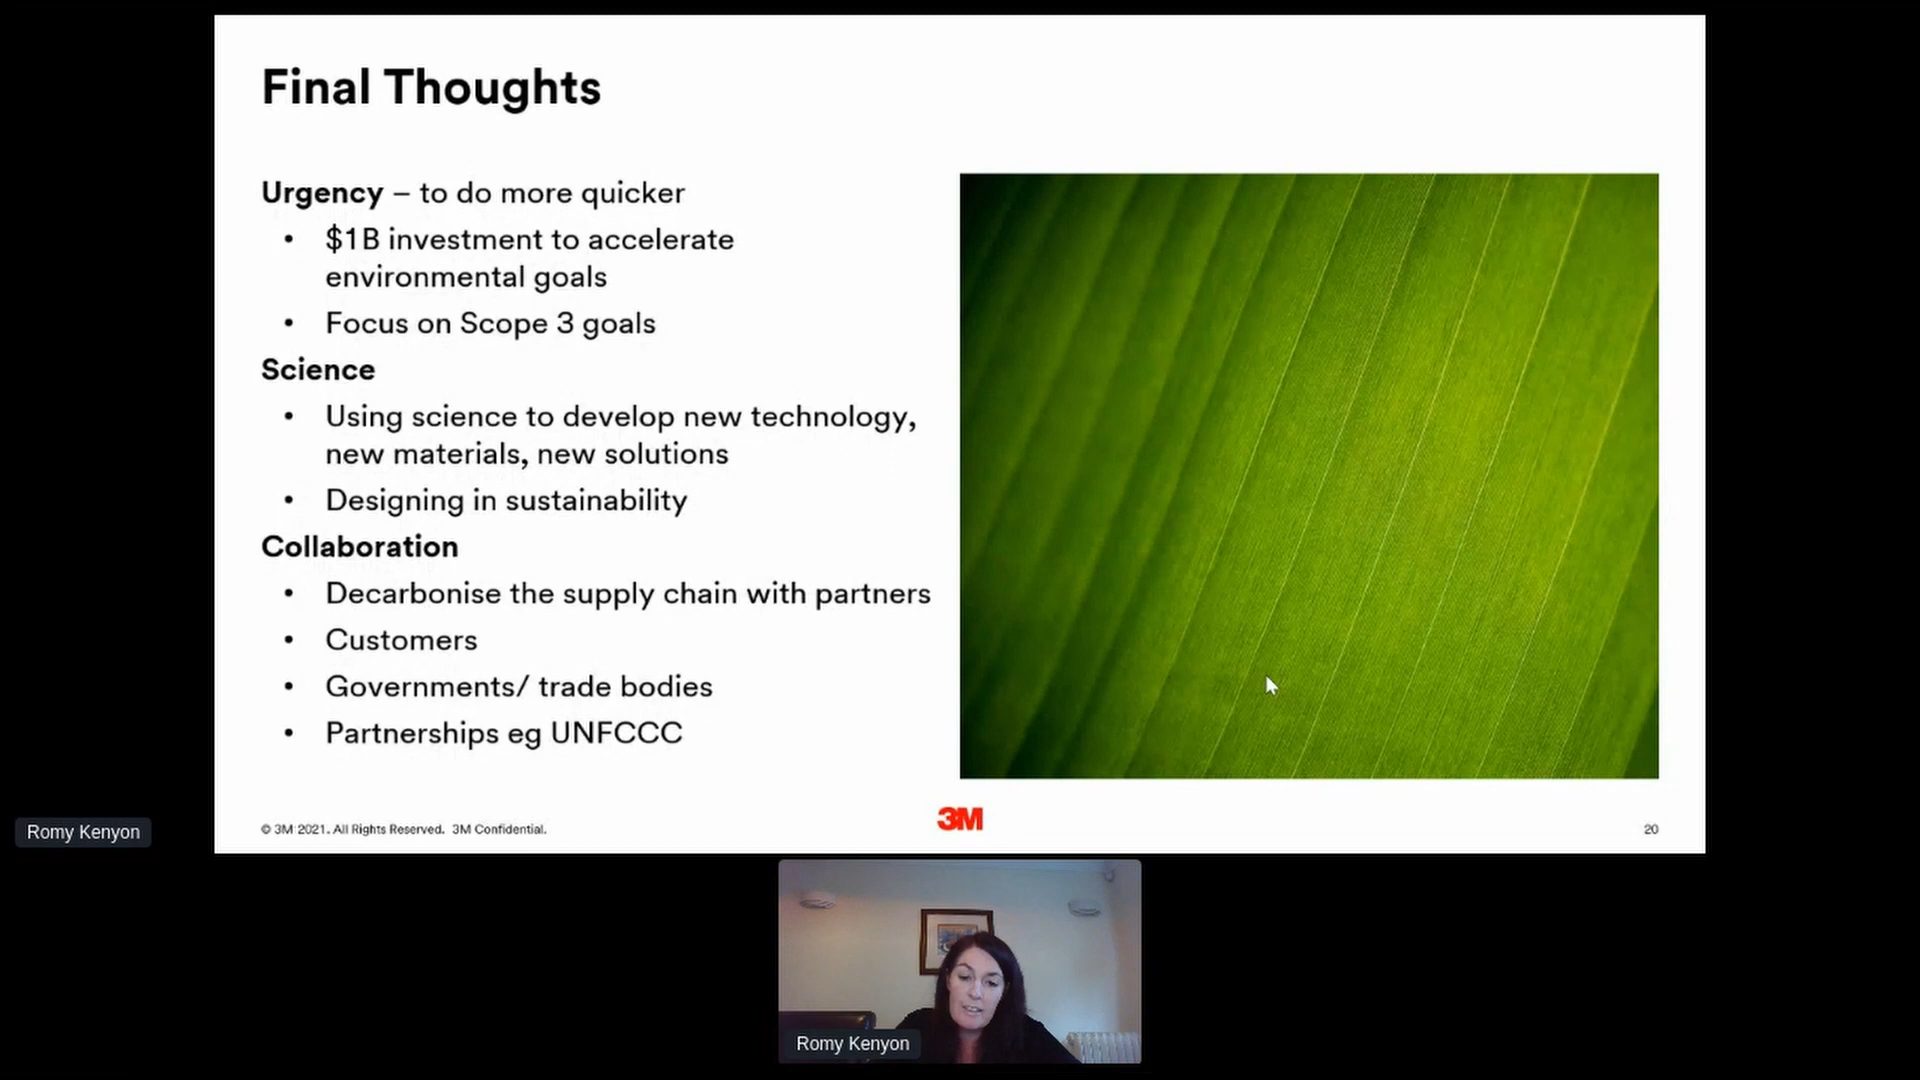 Final Thoughts
Urgency – to do more quicker
• $1B investment to accelerate
environmental goals
• Focus on Scope 3 goals
Science
• Using science to develop new technology,
new materials, new solutions
• Designing in sustainability
Collaboration
• Decarbonise the supply chain with partners
• Customers
• Governments/ trade bodies
• Partnerships eg UNFCCC
© 3M 2021. All Rights Reserved. 3M Confidential.
3M
20
Romy Kenyon
Romy Kenyon